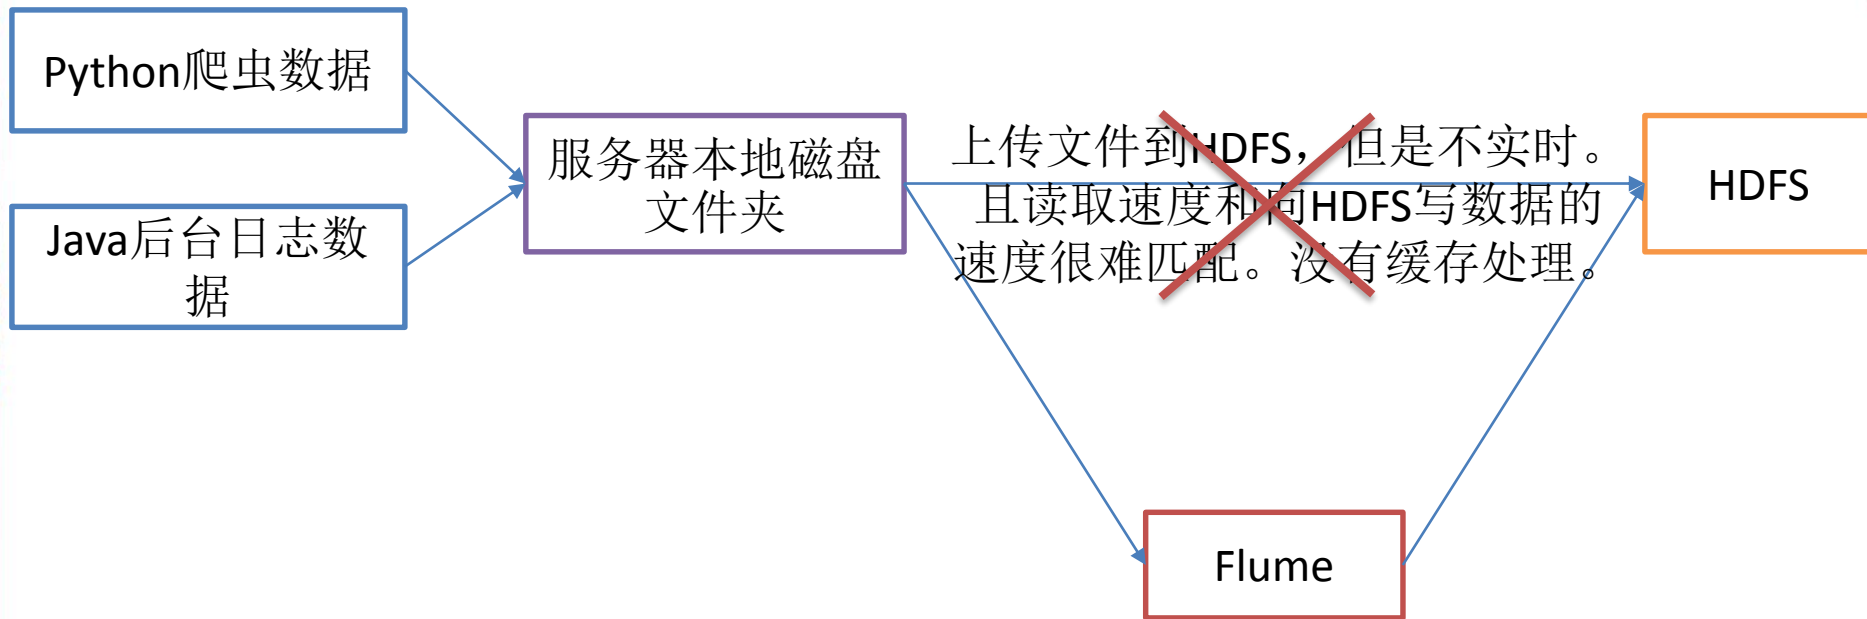 Python爬虫数据
Java后台日志数
据
服务器本地磁盘
文件夹
上传文件到HDFS，但是不实时。
且读取速度和向HDFS写数据的
速度很难匹配。没有缓存处理。
HDFS
Flume